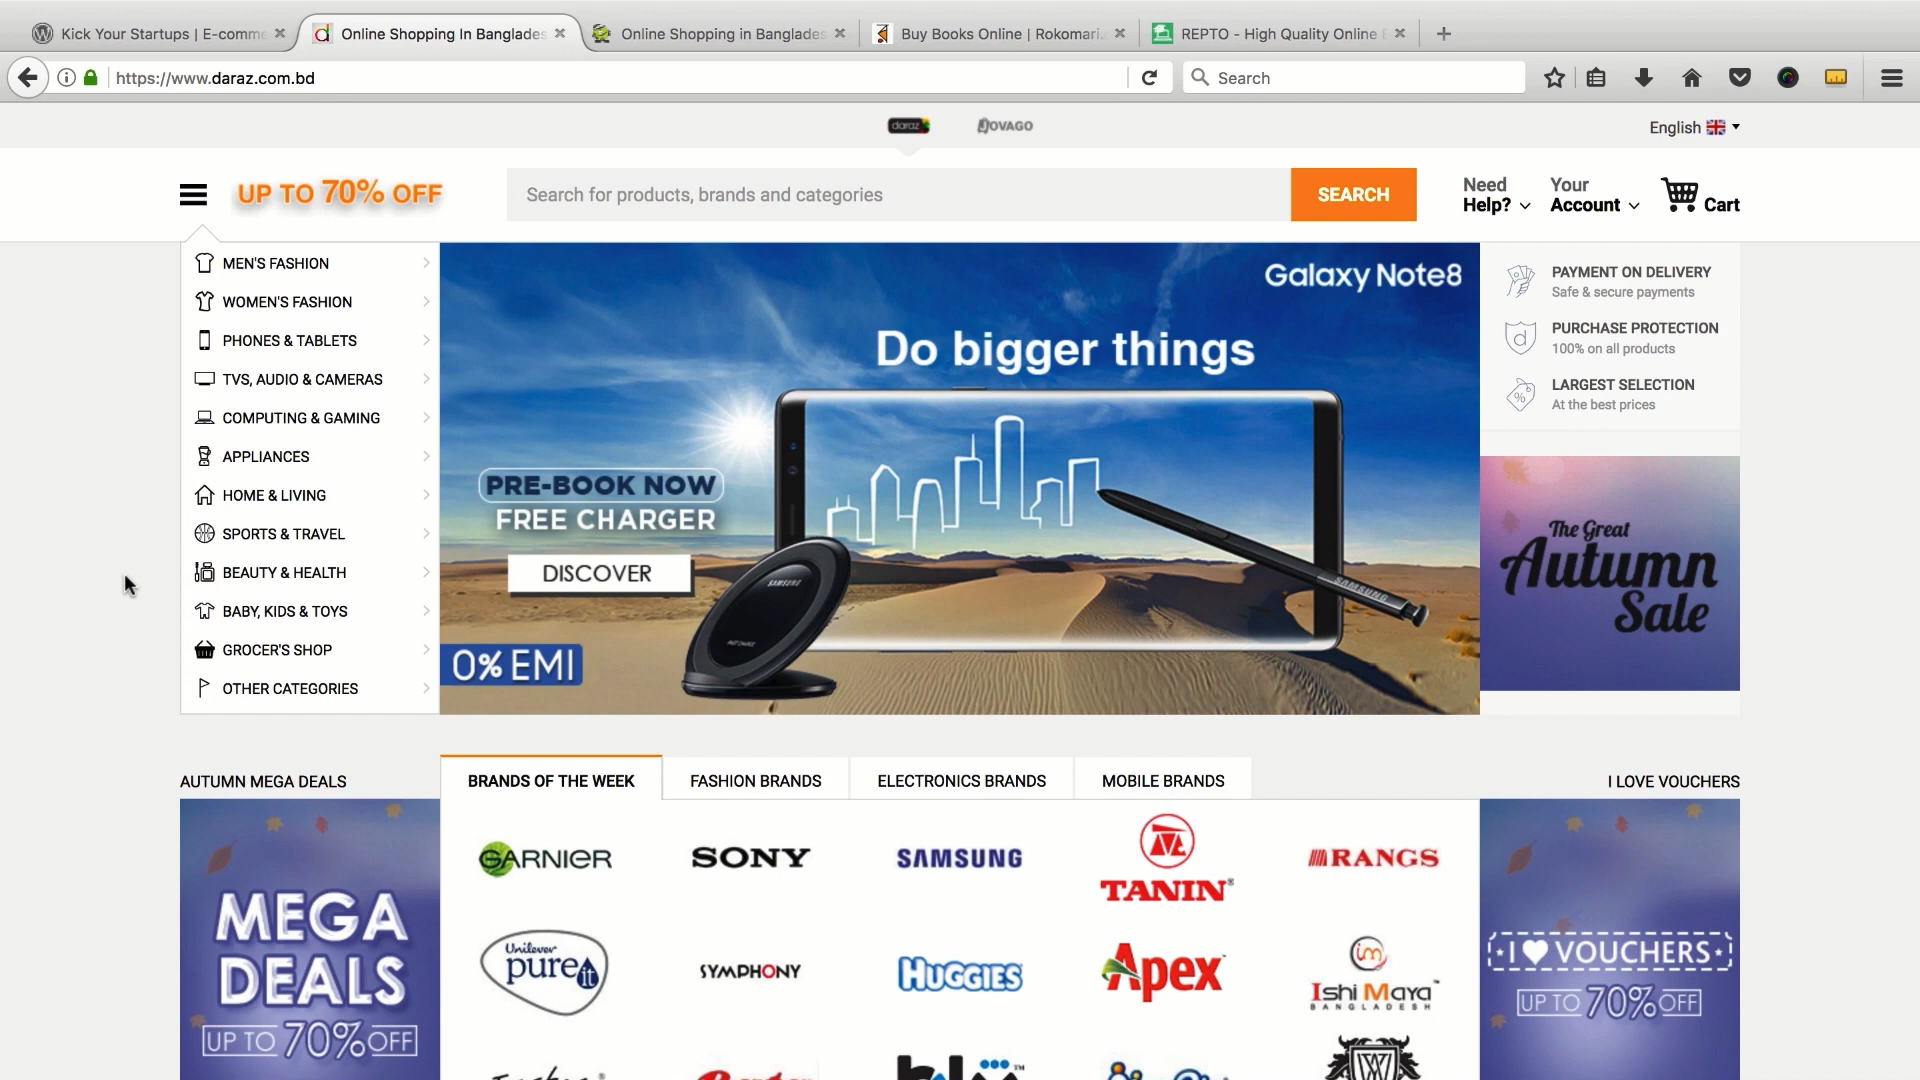 Kick Your Startups | E-comme
Online Shopping In Banglades
Online Shopping in Banglades
Buy Books Online | Rokomari.
REPTO - High Quality Online E
https://www.daraz.com.bd
Search
daraz
JOVAGO
English
UP TO 70% OFF
Search for products, brands and categories
SEARCH
Need Help?
Your Account
Cart
MEN'S FASHION
WOMEN'S FASHION
PHONES & TABLETS
TVS, AUDIO & CAMERAS
COMPUTING & GAMING
APPLIANCES
HOME & LIVING
SPORTS & TRAVEL
BEAUTY & HEALTH
BABY, KIDS & TOYS
GROCER'S SHOP
OTHER CATEGORIES
Galaxy Note8
Do bigger things
PRE-BOOK NOW
FREE CHARGER
DISCOVER
0% EMI
SAMSUNG
FAST CHARGE
SAMSUNG
PAYMENT ON DELIVERY
Safe & secure payments
PURCHASE PROTECTION
100% on all products
LARGEST SELECTION
At the best prices
The Great
Autumn
Sale
AUTUMN MEGA DEALS
BRANDS OF THE WEEK
FASHION BRANDS
ELECTRONICS BRANDS
MOBILE BRANDS
I LOVE VOUCHERS
MEGA
DEALS
UP TO 70% OFF
GARNIER
SONY
SAMSUNG
TANIN
RANGS
Unilever
pureit
SYMPHONY
HUGGIES
Apex
im
Ishi Maya™
BANGLADESH
I ♥ VOUCHERS
UP TO 70% OFF